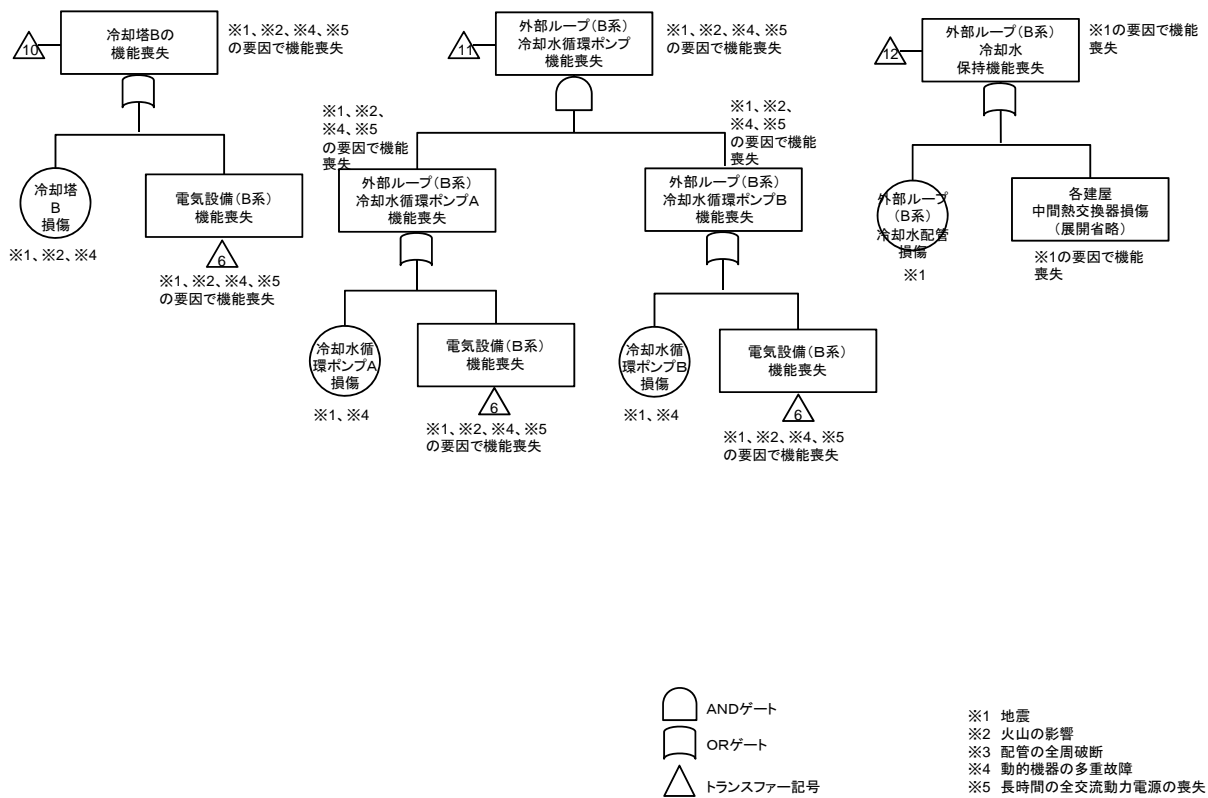 10
冷却塔Bの
機能喪失
※1、※2、※4、※5
の要因で機能喪失
冷却塔
B
損傷
※1、※2、※4
電気設備(B系)
機能喪失
6
※1、※2、※4、※5
の要因で機能喪失
11
外部ループ(B系)
冷却水循環ポンプ
機能喪失
※1、※2、※4、※5
の要因で機能喪失
※1、※2、
※4、※5
の要因で機能
喪失
外部ループ(B系)
冷却水循環ポンプA
機能喪失
冷却水循
環ポンプA
損傷
※1、※4
電気設備(B系)
機能喪失
6
※1、※2、※4、※5
の要因で機能喪失
※1、※2、
※4、※5
の要因で機能
喪失
外部ループ(B系)
冷却水循環ポンプB
機能喪失
冷却水循
環ポンプB
損傷
※1、※4
電気設備(B系)
機能喪失
6
※1、※2、※4、※5
の要因で機能喪失
12
外部ループ(B系)
冷却水
保持機能喪失
※1の要因で機能
喪失
外部ループ
(B系)
冷却水配管
損傷
※1
各建屋
中間熱交換器損傷
(展開省略)
※1の要因で機能
喪失
ANDゲート
ORゲート
トランスファー記号
※1 地震
※2 火山の影響
※3 配管の全周破断
※4 動的機器の多重故障
※5 長時間の全交流動力電源の喪失